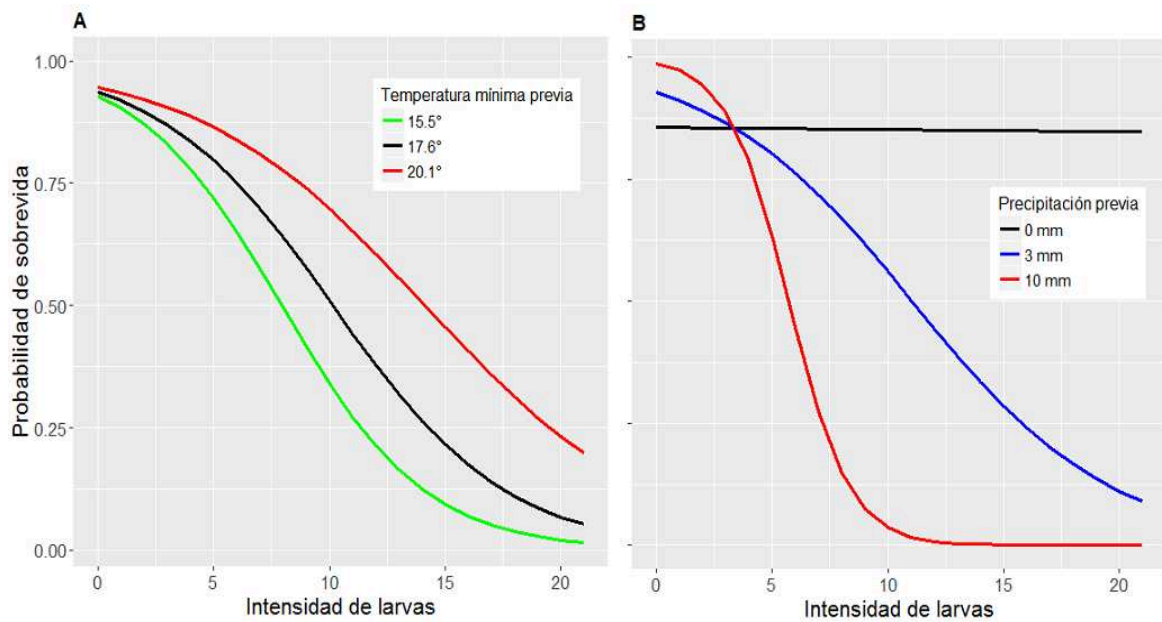 A
B
Probabilidad de sobrevida
1.00
0.75
0.50
0.25
0.00
Temperatura mínima previa
15.5°
17.6°
20.1°
0
5
10
15
20
Intensidad de larvas
Precipitación previa
0 mm
3 mm
10 mm
0
5
10
15
20
Intensidad de larvas